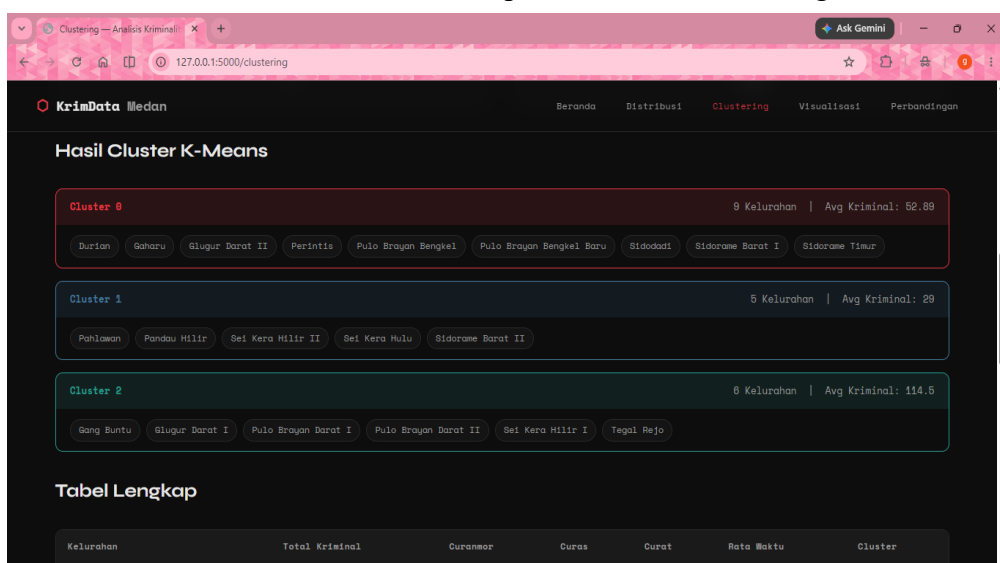 Clustering — Analisis Kriminali
Ask Gemini
127.0.0.1:5000/clustering
g
KrimData Medan
Beranda Distribusi Clustering Visualisasi Perbandingan
Hasil Cluster K-Means
Cluster 0 9 Kelurahan | Avg Kriminal: 52.89
Durian Gaharu Glugur Darat II Perintis Pulo Brayan Bengkel Pulo Brayan Bengkel Baru Sidodadi Sidorame Barat I Sidorame Timur
Cluster 1 5 Kelurahan | Avg Kriminal: 29
Pahlawan Pandau Hilir Sei Kera Hilir II Sei Kera Hulu Sidorame Barat II
Cluster 2 6 Kelurahan | Avg Kriminal: 114.5
Gang Buntu Glugur Darat I Pulo Brayan Darat I Pulo Brayan Darat II Sei Kera Hilir I Tegal Rejo
Tabel Lengkap
Kelurahan Total Kriminal Curanmor Curas Curat Rata Waktu Cluster